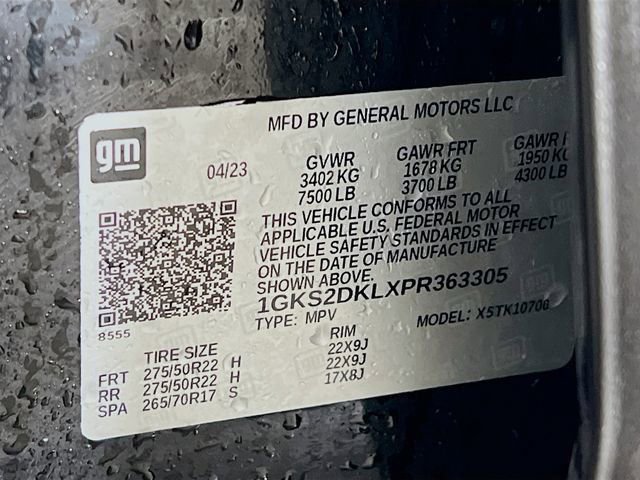 MFD BY GENERAL MOTORS LLC
gm
04/23
GVWR GAWR FRT GAWR
3402 KG 1678 KG 1950
7500 LB 3700 LB 4300 LB
THIS VEHICLE CONFORMS TO ALL
APPLICABLE U.S. FEDERAL MOTOR
VEHICLE SAFETY STANDARDS IN EFFECT
ON THE DATE OF MANUFACTURE
SHOWN ABOVE.
1GKS2DKLXPR363305
TYPE: MPV MODEL: X5TK10706
8555
TIRE SIZE RIM
FRT 275/50R22 H 22X9J
RR 275/50R22 H 22X9J
SPA 265/70R17 S 17X8J